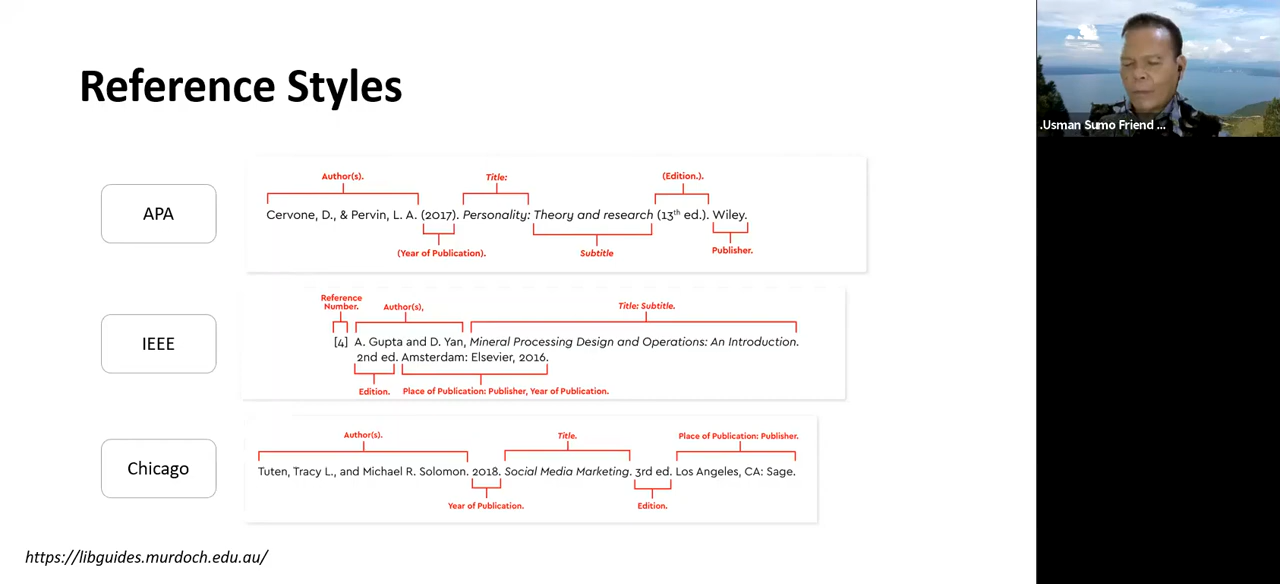 Reference Styles
.Usman Sumo Friend ...
APA
Author(s).
Title:
(Edition.).
Cervone, D., & Pervin, L. A. (2017). Personality: Theory and research (13th ed.). Wiley.
(Year of Publication).
Subtitle
Publisher.
IEEE
Reference
Number.
Author(s),
Title: Subtitle.
[4] A. Gupta and D. Yan, Mineral Processing Design and Operations: An Introduction.
2nd ed. Amsterdam: Elsevier, 2016.
Edition.
Place of Publication: Publisher, Year of Publication.
Chicago
Author(s).
Title.
Place of Publication: Publisher.
Tuten, Tracy L., and Michael R. Solomon. 2018. Social Media Marketing. 3rd ed. Los Angeles, CA: Sage.
Year of Publication.
Edition.
https://libguides.murdoch.edu.au/